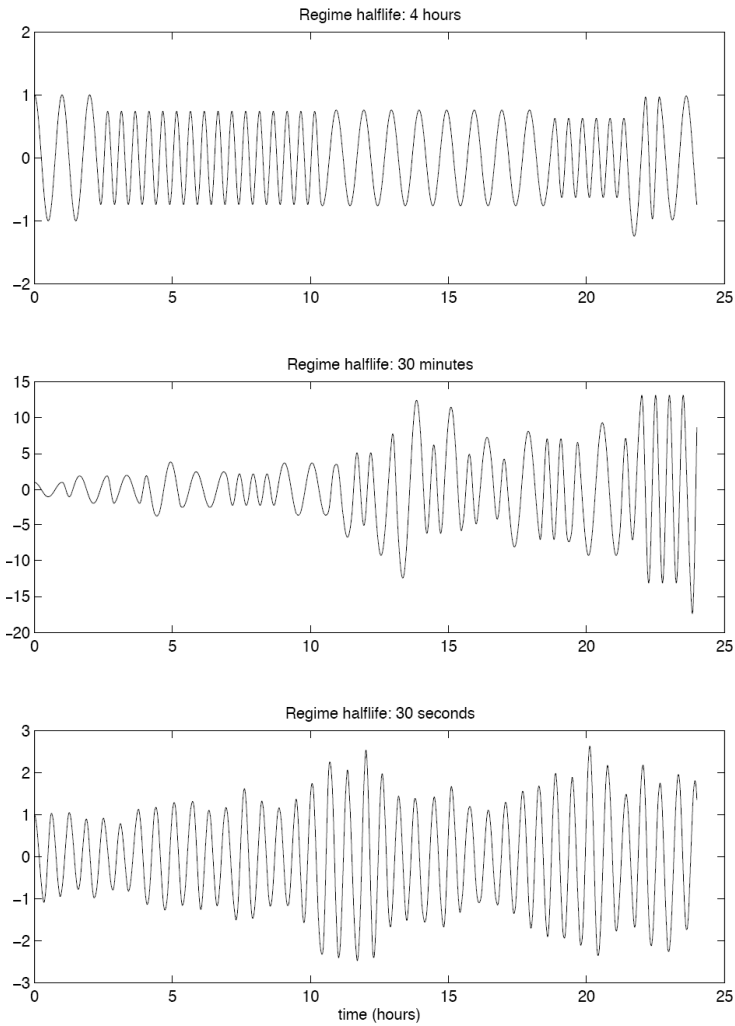 Regime halflife: 4 hours
2
1
0
−1
−2
0 5 10 15 20 25
Regime halflife: 30 minutes
15
10
5
0
−5
−10
−15
−20
0 5 10 15 20 25
Regime halflife: 30 seconds
3
2
1
0
−1
−2
−3
0 5 10 15 20 25
time (hours)